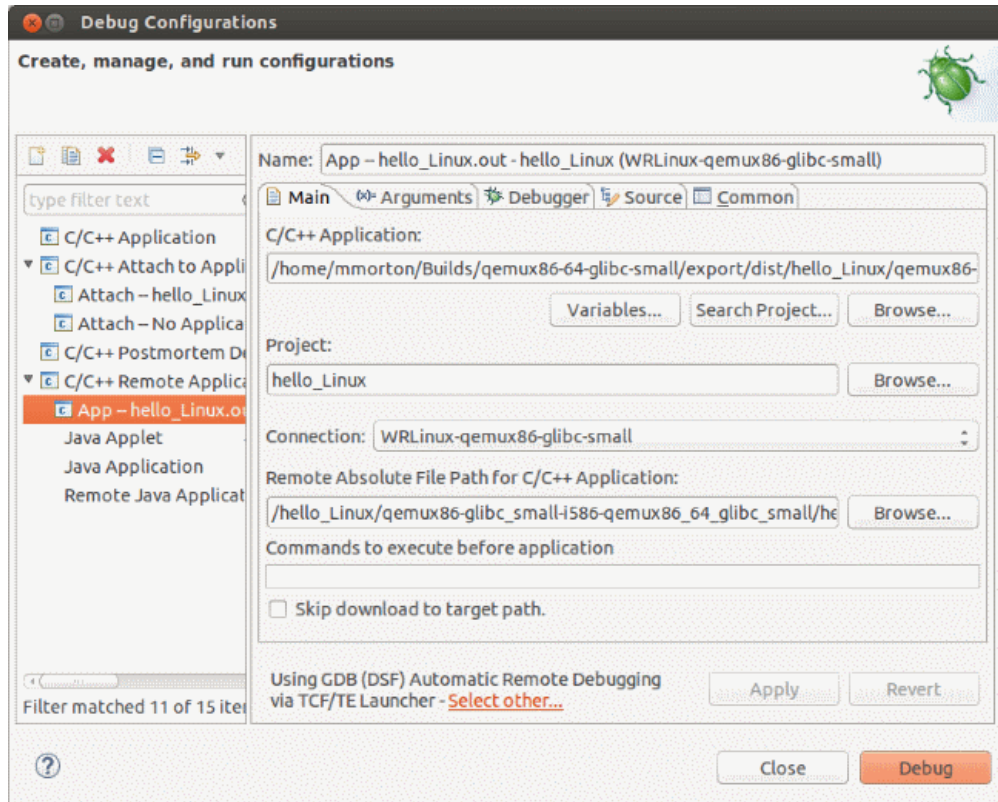 Debug Configurations
Create, manage, and run configurations
type filter text
C/C++ Application
C/C++ Attach to Appli
Attach – hello_Linux
Attach – No Applica
C/C++ Postmortem De
C/C++ Remote Applica
App – hello_Linux.ou
Java Applet
Java Application
Remote Java Applicat
Filter matched 11 of 15 iter
Name: App – hello_Linux.out - hello_Linux (WRLinux-qemux86-glibc-small)
Main (x)= Arguments Debugger Source Common
C/C++ Application:
/home/mmorton/Builds/qemux86-64-glibc-small/export/dist/hello_Linux/qemux86-
Variables... Search Project... Browse...
Project:
hello_Linux Browse...
Connection: WRLinux-qemux86-glibc-small
Remote Absolute File Path for C/C++ Application:
/hello_Linux/qemux86-glibc_small-i586-qemux86_64_glibc_small/he Browse...
Commands to execute before application
Skip download to target path.
Using GDB (DSF) Automatic Remote Debugging
via TCF/TE Launcher - Select other...
Apply Revert
Close Debug